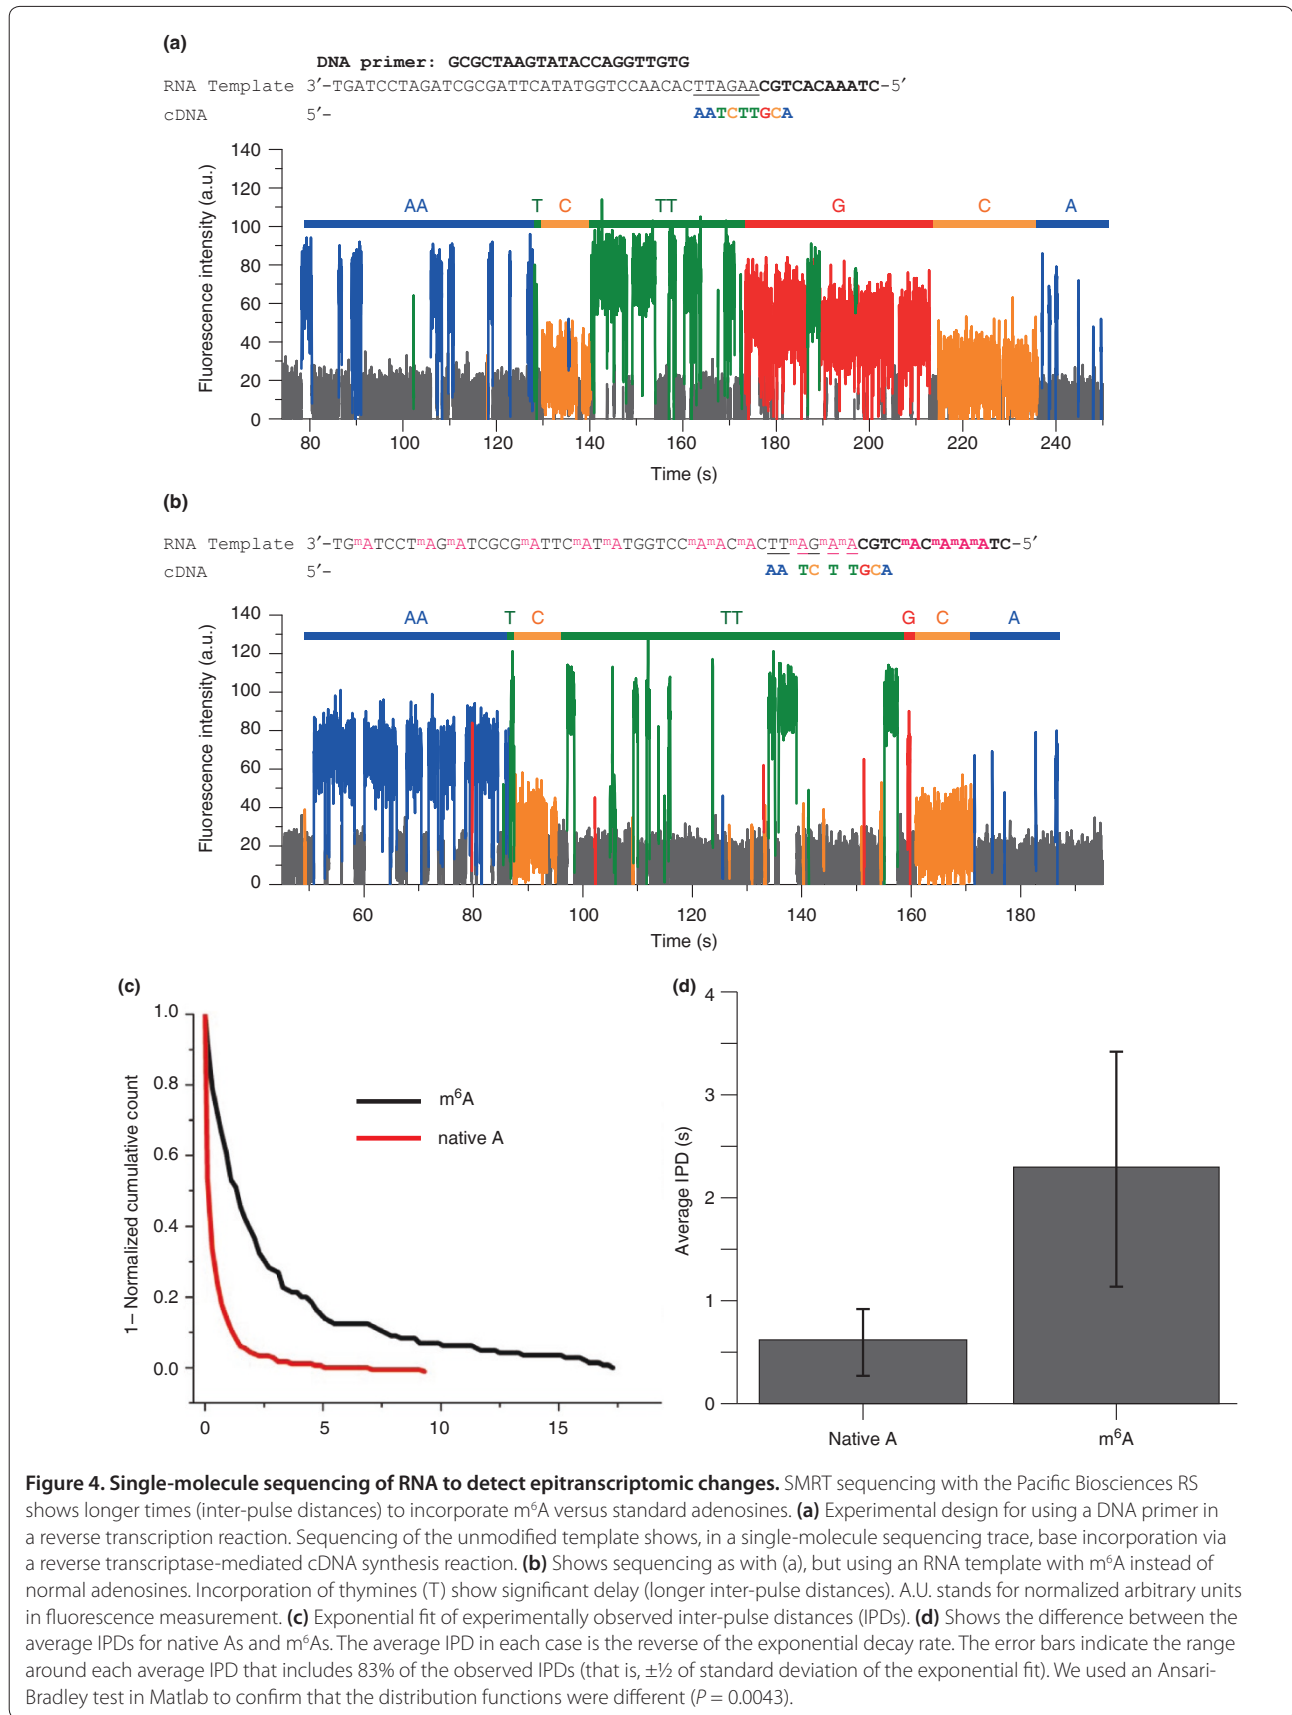 (a)
DNA primer: GCGCTAAGTATACCAGGTTGTG
RNA Template 3′-TGATCCTAGATCGCGATTCATATGGTCCAACACTTAGAACGTCACAAATC-5′
cDNA 5′- AATCTTGCA
140
120
100
80
60
40
20
0
Fluorescence intensity (a.u.)
AA T C TT G C A
80 100 120 140 160 180 200 220 240
Time (s)
(b)
RNA Template 3′-TGᵐATCCTᵐAGᵐATCGCGᵐATTCᵐATᵐATGGTCCᵐAᵐACᵐACTTᵐAGᵐAᵐACGTCᵐACᵐAᵐAᵐATC-5′
cDNA 5′- AA TC T TGCA
140
120
100
80
60
40
20
0
Fluorescence intensity (a.u.)
AA T C TT G C A
60 80 100 120 140 160 180
Time (s)
(c)
1.0
0.8
0.6
0.4
0.2
0.0
1– Normalized cumulative count
m⁶A
native A
0 5 10 15
(d)
4
3
2
1
0
Average IPD (s)
Native A m⁶A
Figure 4. Single-molecule sequencing of RNA to detect epitranscriptomic changes. SMRT sequencing with the Pacific Biosciences RS
shows longer times (inter-pulse distances) to incorporate m⁶A versus standard adenosines. (a) Experimental design for using a DNA primer in
a reverse transcription reaction. Sequencing of the unmodified template shows, in a single-molecule sequencing trace, base incorporation via
a reverse transcriptase-mediated cDNA synthesis reaction. (b) Shows sequencing as with (a), but using an RNA template with m⁶A instead of
normal adenosines. Incorporation of thymines (T) show significant delay (longer inter-pulse distances). A.U. stands for normalized arbitrary units
in fluorescence measurement. (c) Exponential fit of experimentally observed inter-pulse distances (IPDs). (d) Shows the difference between the
average IPDs for native As and m⁶As. The average IPD in each case is the reverse of the exponential decay rate. The error bars indicate the range
around each average IPD that includes 83% of the observed IPDs (that is, ±½ of standard deviation of the exponential fit). We used an Ansari-
Bradley test in Matlab to confirm that the distribution functions were different (P = 0.0043).